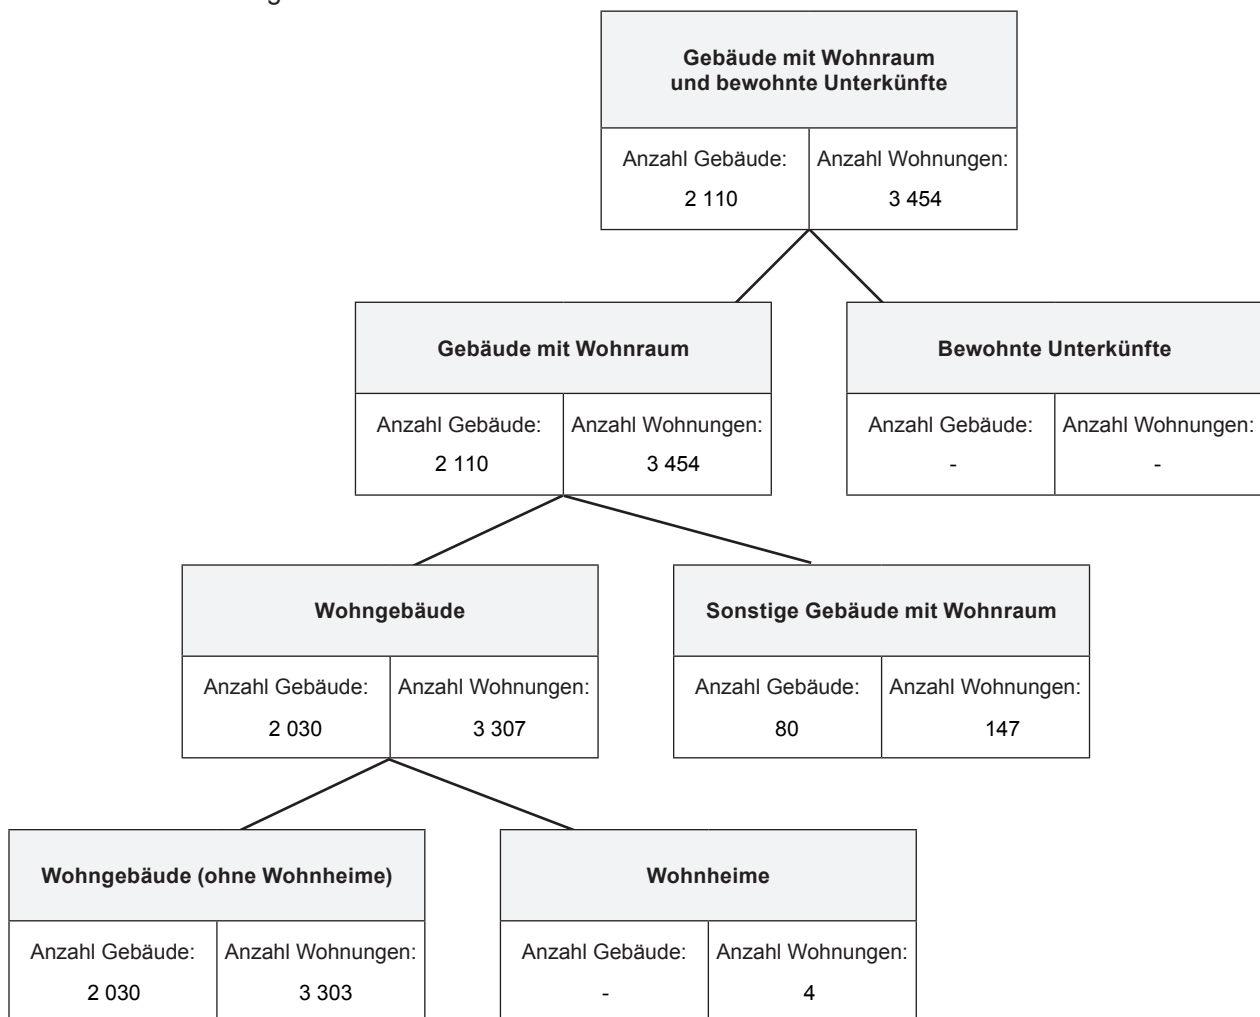 Gebäude mit Wohnraum
und bewohnte Unterkünfte
Anzahl Gebäude: Anzahl Wohnungen:
2 110 3 454
Gebäude mit Wohnraum Bewohnte Unterkünfte
Anzahl Gebäude: Anzahl Wohnungen: Anzahl Gebäude: Anzahl Wohnungen:
2 110 3 454 - -
Wohngebäude Sonstige Gebäude mit Wohnraum
Anzahl Gebäude: Anzahl Wohnungen: Anzahl Gebäude: Anzahl Wohnungen:
2 030 3 307 80 147
Wohngebäude (ohne Wohnheime) Wohnheime
Anzahl Gebäude: Anzahl Wohnungen: Anzahl Gebäude: Anzahl Wohnungen:
2 030 3 303 - 4